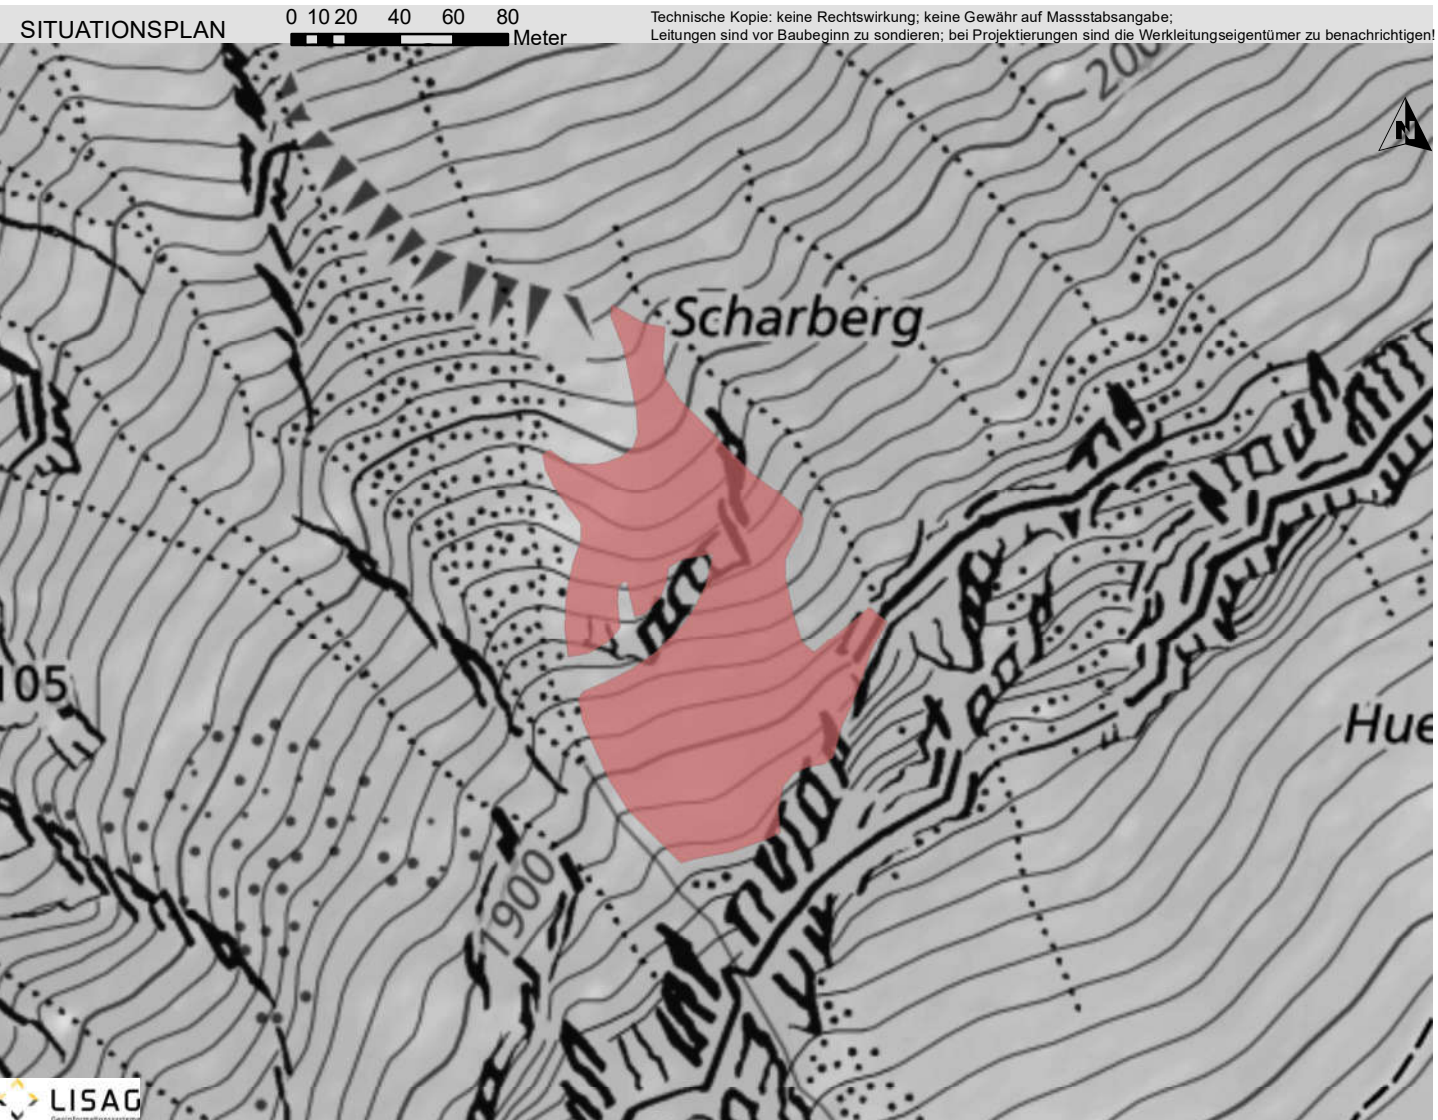 SITUATIONSPLAN
0 10 20 40 60 80
Meter
Technische Kopie: keine Rechtswirkung; keine Gewähr auf Massstabsangabe;
Leitungen sind vor Baubeginn zu sondieren; bei Projektierungen sind die Werkleitungseigentümer zu benachrichtigen!
200
N
Scharberg
105
Hue
1900
LISAG